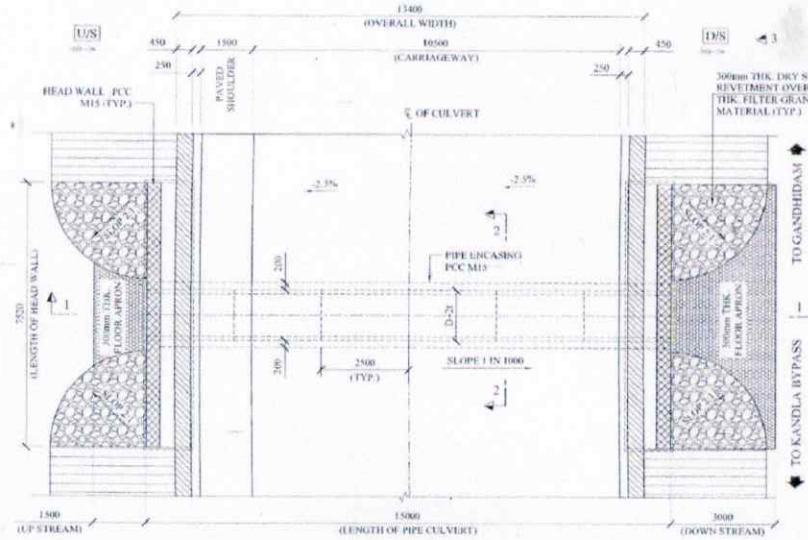 13400
(OVERALL WIDTH)
U/S
D/S
3
450
1500
10500
450
(CARRIAGEWAY)
250
250
PAVED
SHOULDER
HEAD WALL PCC
M15 (TYP.)
℄ OF CULVERT
300mm THK. DRY S
REVETMENT OVER
THK. FILTER GRAN
MATERIAL (TYP.)
-2.5%
-2.5%
TO GANDHIDAM
2
PIPE ENCASING
PCC M15
200
7520
(LENGTH OF HEAD WALL)
1
300mm THK
FLOOR APRON
D+2t
300mm THK
FLOOR APRON
1
200
2500
(TYP.)
SLOPE 1 IN 1000
2
TO KANDLA BYPASS
1500
(UP STREAM)
15000
(LENGTH OF PIPE CULVERT)
3000
(DOWN STREAM)